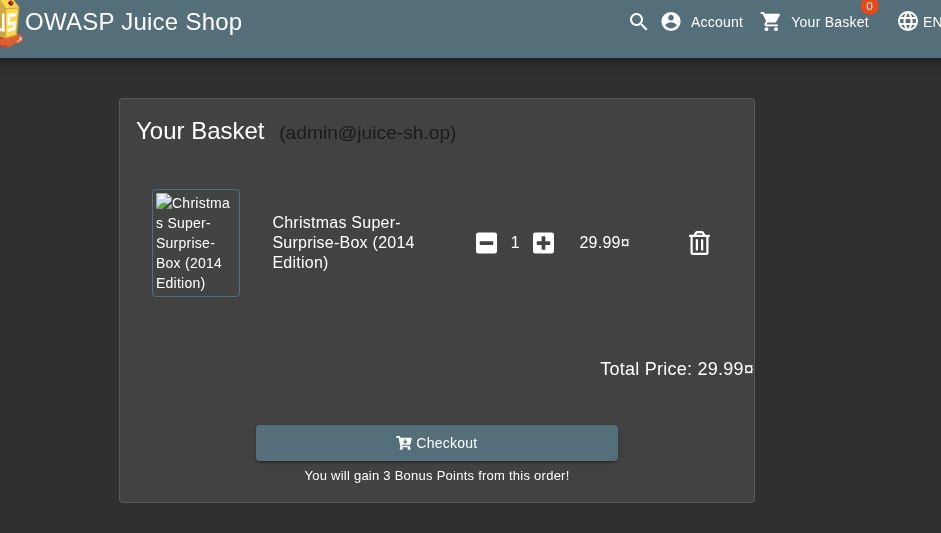 0
OWASP Juice Shop Account Your Basket EN
Your Basket (admin@juice-sh.op)
Christma
s Super-
Surprise-
Box (2014
Edition)
Christmas Super-
Surprise-Box (2014
Edition)
1 29.99¤
Total Price: 29.99¤
Checkout
You will gain 3 Bonus Points from this order!